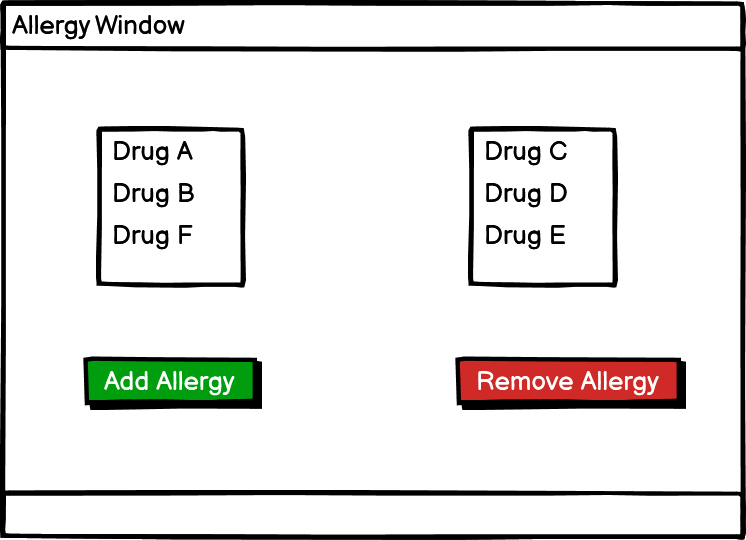 Allergy Window
Drug A
Drug B
Drug F
Drug C
Drug D
Drug E
Add Allergy
Remove Allergy